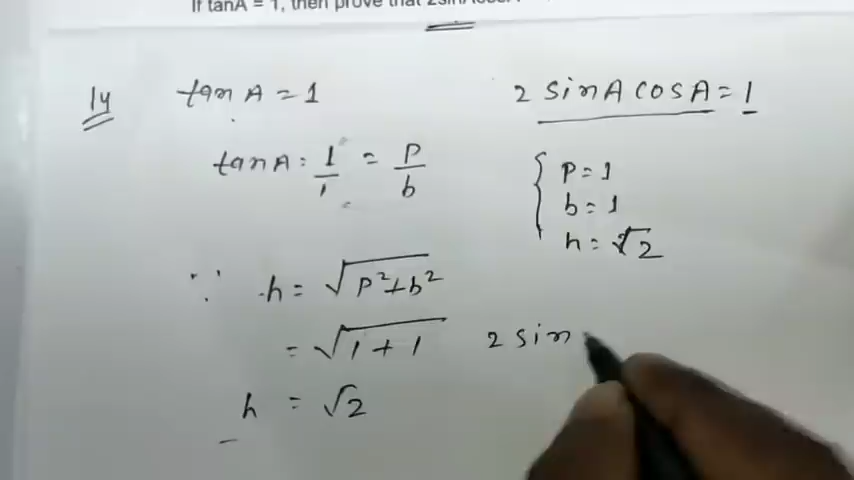 If tanA = 1, then prove that 2sinAcosA
14 tan A = 1
2 sin A cos A = 1
tan A = 1/1 = P/b
P = 1
b = 1
h = √2
∵ h = √P²+b²
= √1 + 1
2 sin
h = √2